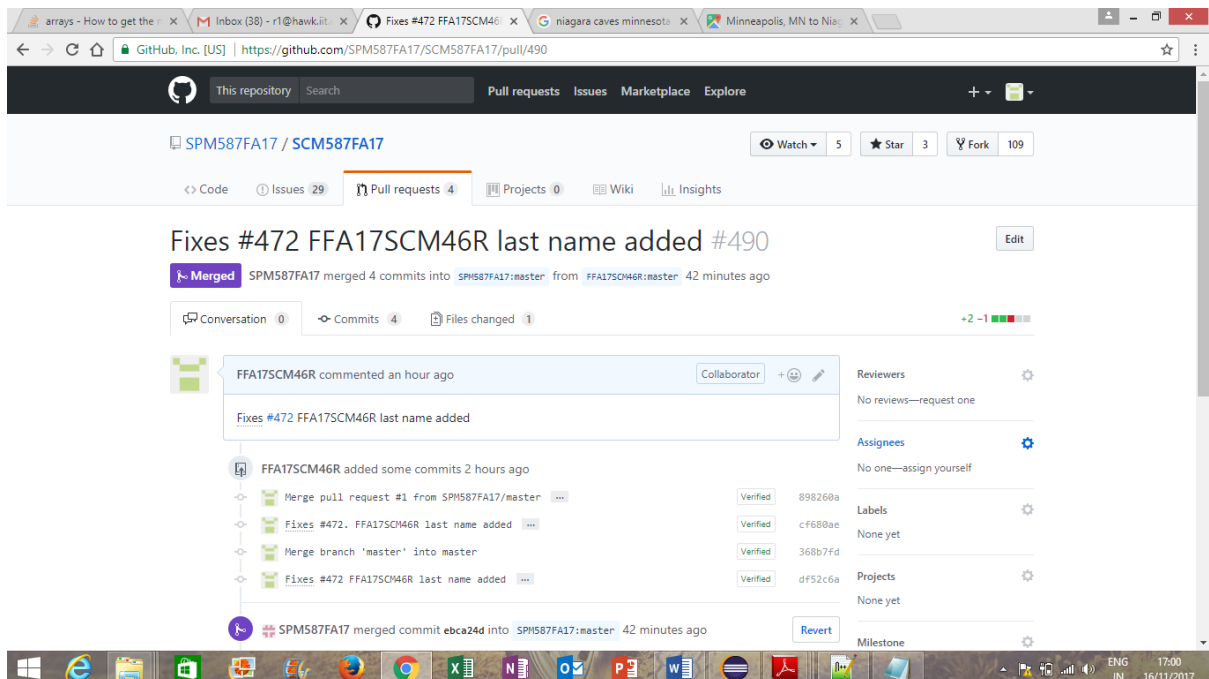 arrays - How to get the n
Inbox (38) - r1@hawk.iit.
Fixes #472 FFA17SCM46
niagara caves minnesota
Minneapolis, MN to Niag
GitHub, Inc. [US] https://github.com/SPM587FA17/SCM587FA17/pull/490
This repository Search Pull requests Issues Marketplace Explore
SPM587FA17 / SCM587FA17 Watch 5 Star 3 Fork 109
Code Issues 29 Pull requests 4 Projects 0 Wiki Insights
Fixes #472 FFA17SCM46R last name added #490 Edit
Merged SPM587FA17 merged 4 commits into SPM587FA17:master from FFA17SCM46R:master 42 minutes ago
Conversation 0 Commits 4 Files changed 1 +2 −1
FFA17SCM46R commented an hour ago Collaborator
Fixes #472 FFA17SCM46R last name added
FFA17SCM46R added some commits 2 hours ago
Merge pull request #1 from SPM587FA17/master … Verified 898260a
Fixes #472. FFA17SCM46R last name added … Verified cf680ae
Merge branch 'master' into master Verified 368b7fd
Fixes #472 FFA17SCM46R last name added … Verified df52c6a
SPM587FA17 merged commit ebca24d into SPM587FA17:master 42 minutes ago Revert
Reviewers
No reviews—request one
Assignees
No one—assign yourself
Labels
None yet
Projects
None yet
Milestone
ENG 17:00
IN 16/11/2017